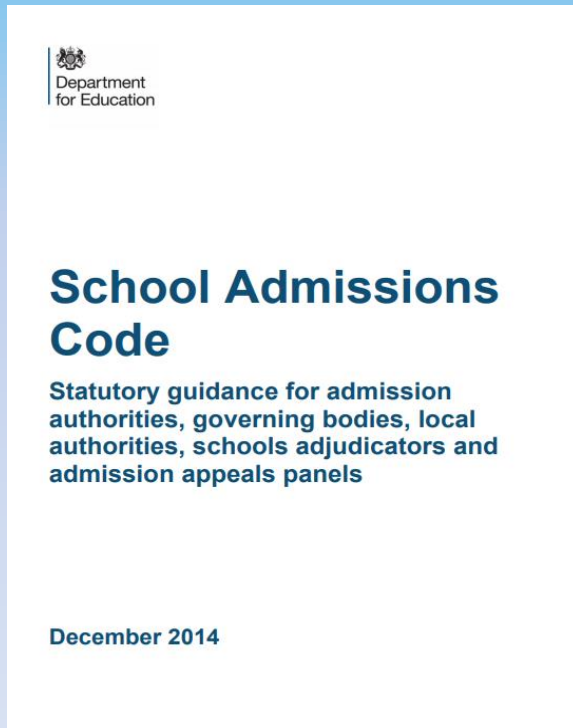 Department
for Education
School Admissions
Code
Statutory guidance for admission
authorities, governing bodies, local
authorities, schools adjudicators and
admission appeals panels
December 2014